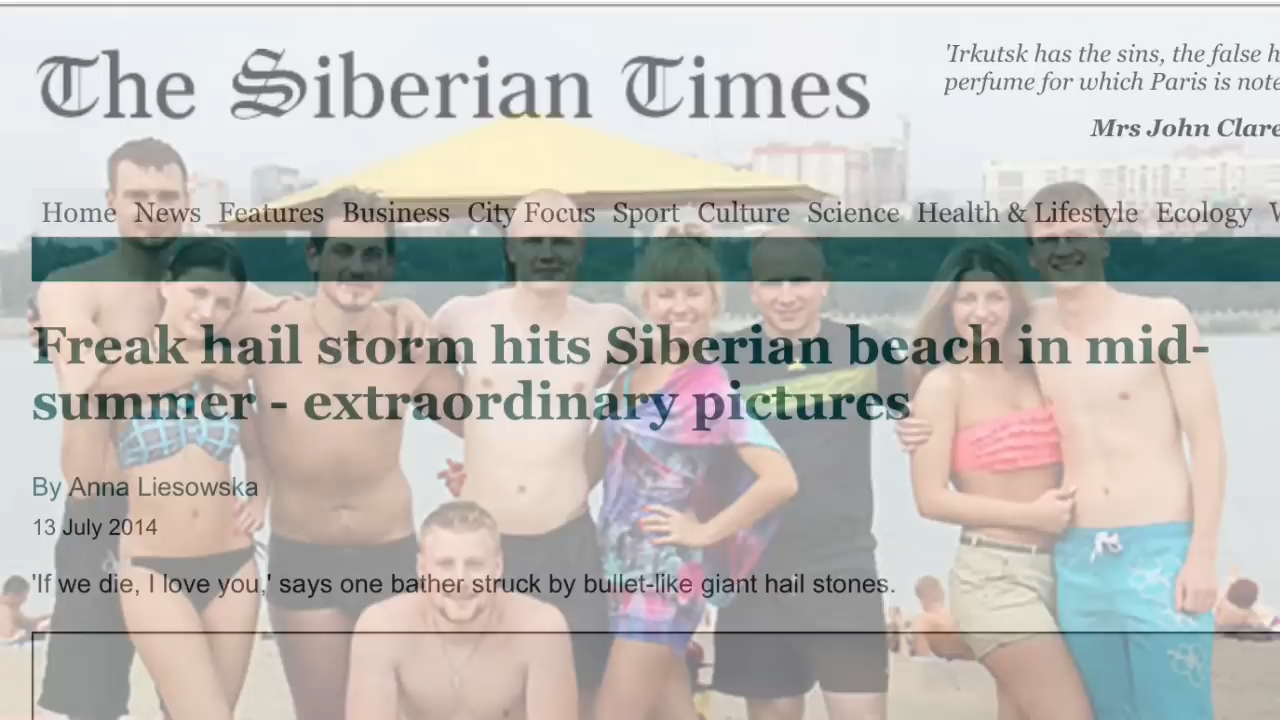 The Siberian Times
'Irkutsk has the sins, the false h
perfume for which Paris is note
Mrs John Clare
Home News Features Business City Focus Sport Culture Science Health & Lifestyle Ecology W
Freak hail storm hits Siberian beach in mid-
summer - extraordinary pictures
By Anna Liesowska
13 July 2014
'If we die, I love you,' says one bather struck by bullet-like giant hail stones.